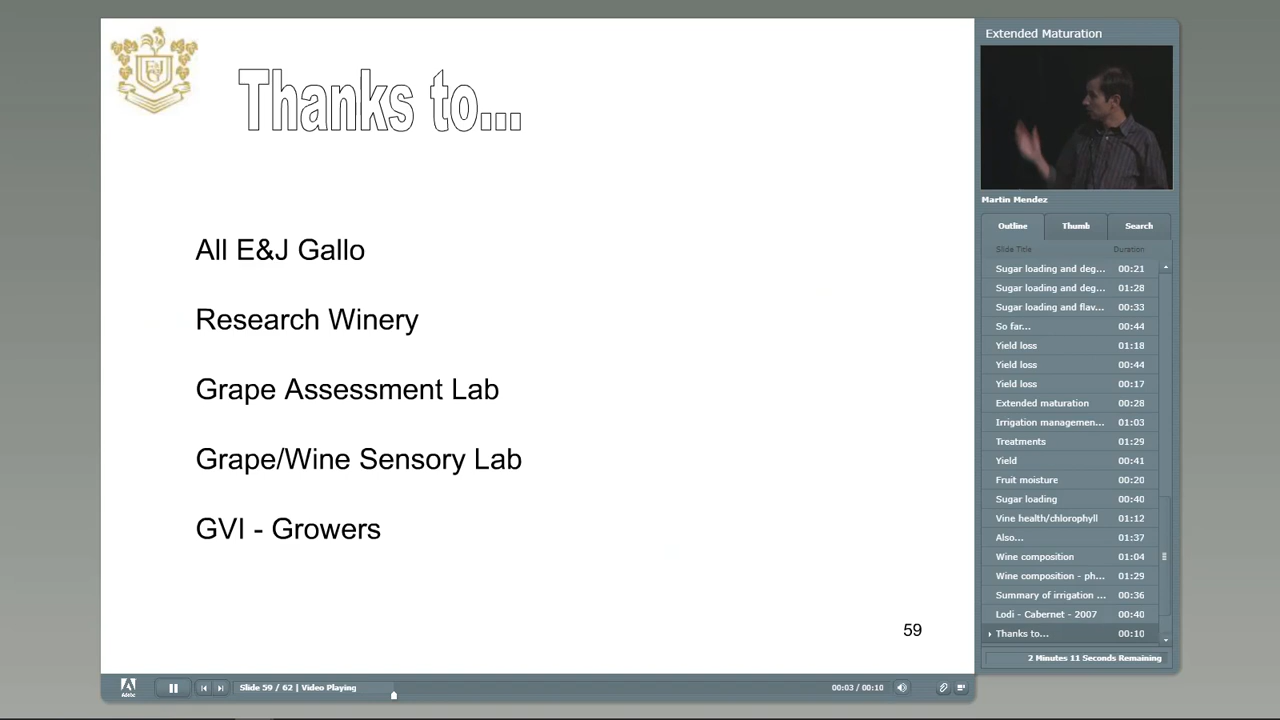 Thanks to...
All E&J Gallo
Research Winery
Grape Assessment Lab
Grape/Wine Sensory Lab
GVI - Growers
59
Extended Maturation
Martin Mendez
Outline Thumb Search
Slide Title Duration
Sugar loading and deg... 00:21
Sugar loading and deg... 01:28
Sugar loading and flav... 00:33
So far... 00:44
Yield loss 01:18
Yield loss 00:44
Yield loss 00:17
Extended maturation 00:28
Irrigation managemen... 01:03
Treatments 01:29
Yield 00:41
Fruit moisture 00:20
Sugar loading 00:40
Vine health/chlorophyll 01:12
Also... 01:37
Wine composition 01:04
Wine composition - ph... 01:29
Summary of irrigation ... 00:36
Lodi - Cabernet - 2007 00:40
Thanks to... 00:10
2 Minutes 11 Seconds Remaining
Adobe
Slide 59 / 62 | Video Playing
00:03 / 00:10